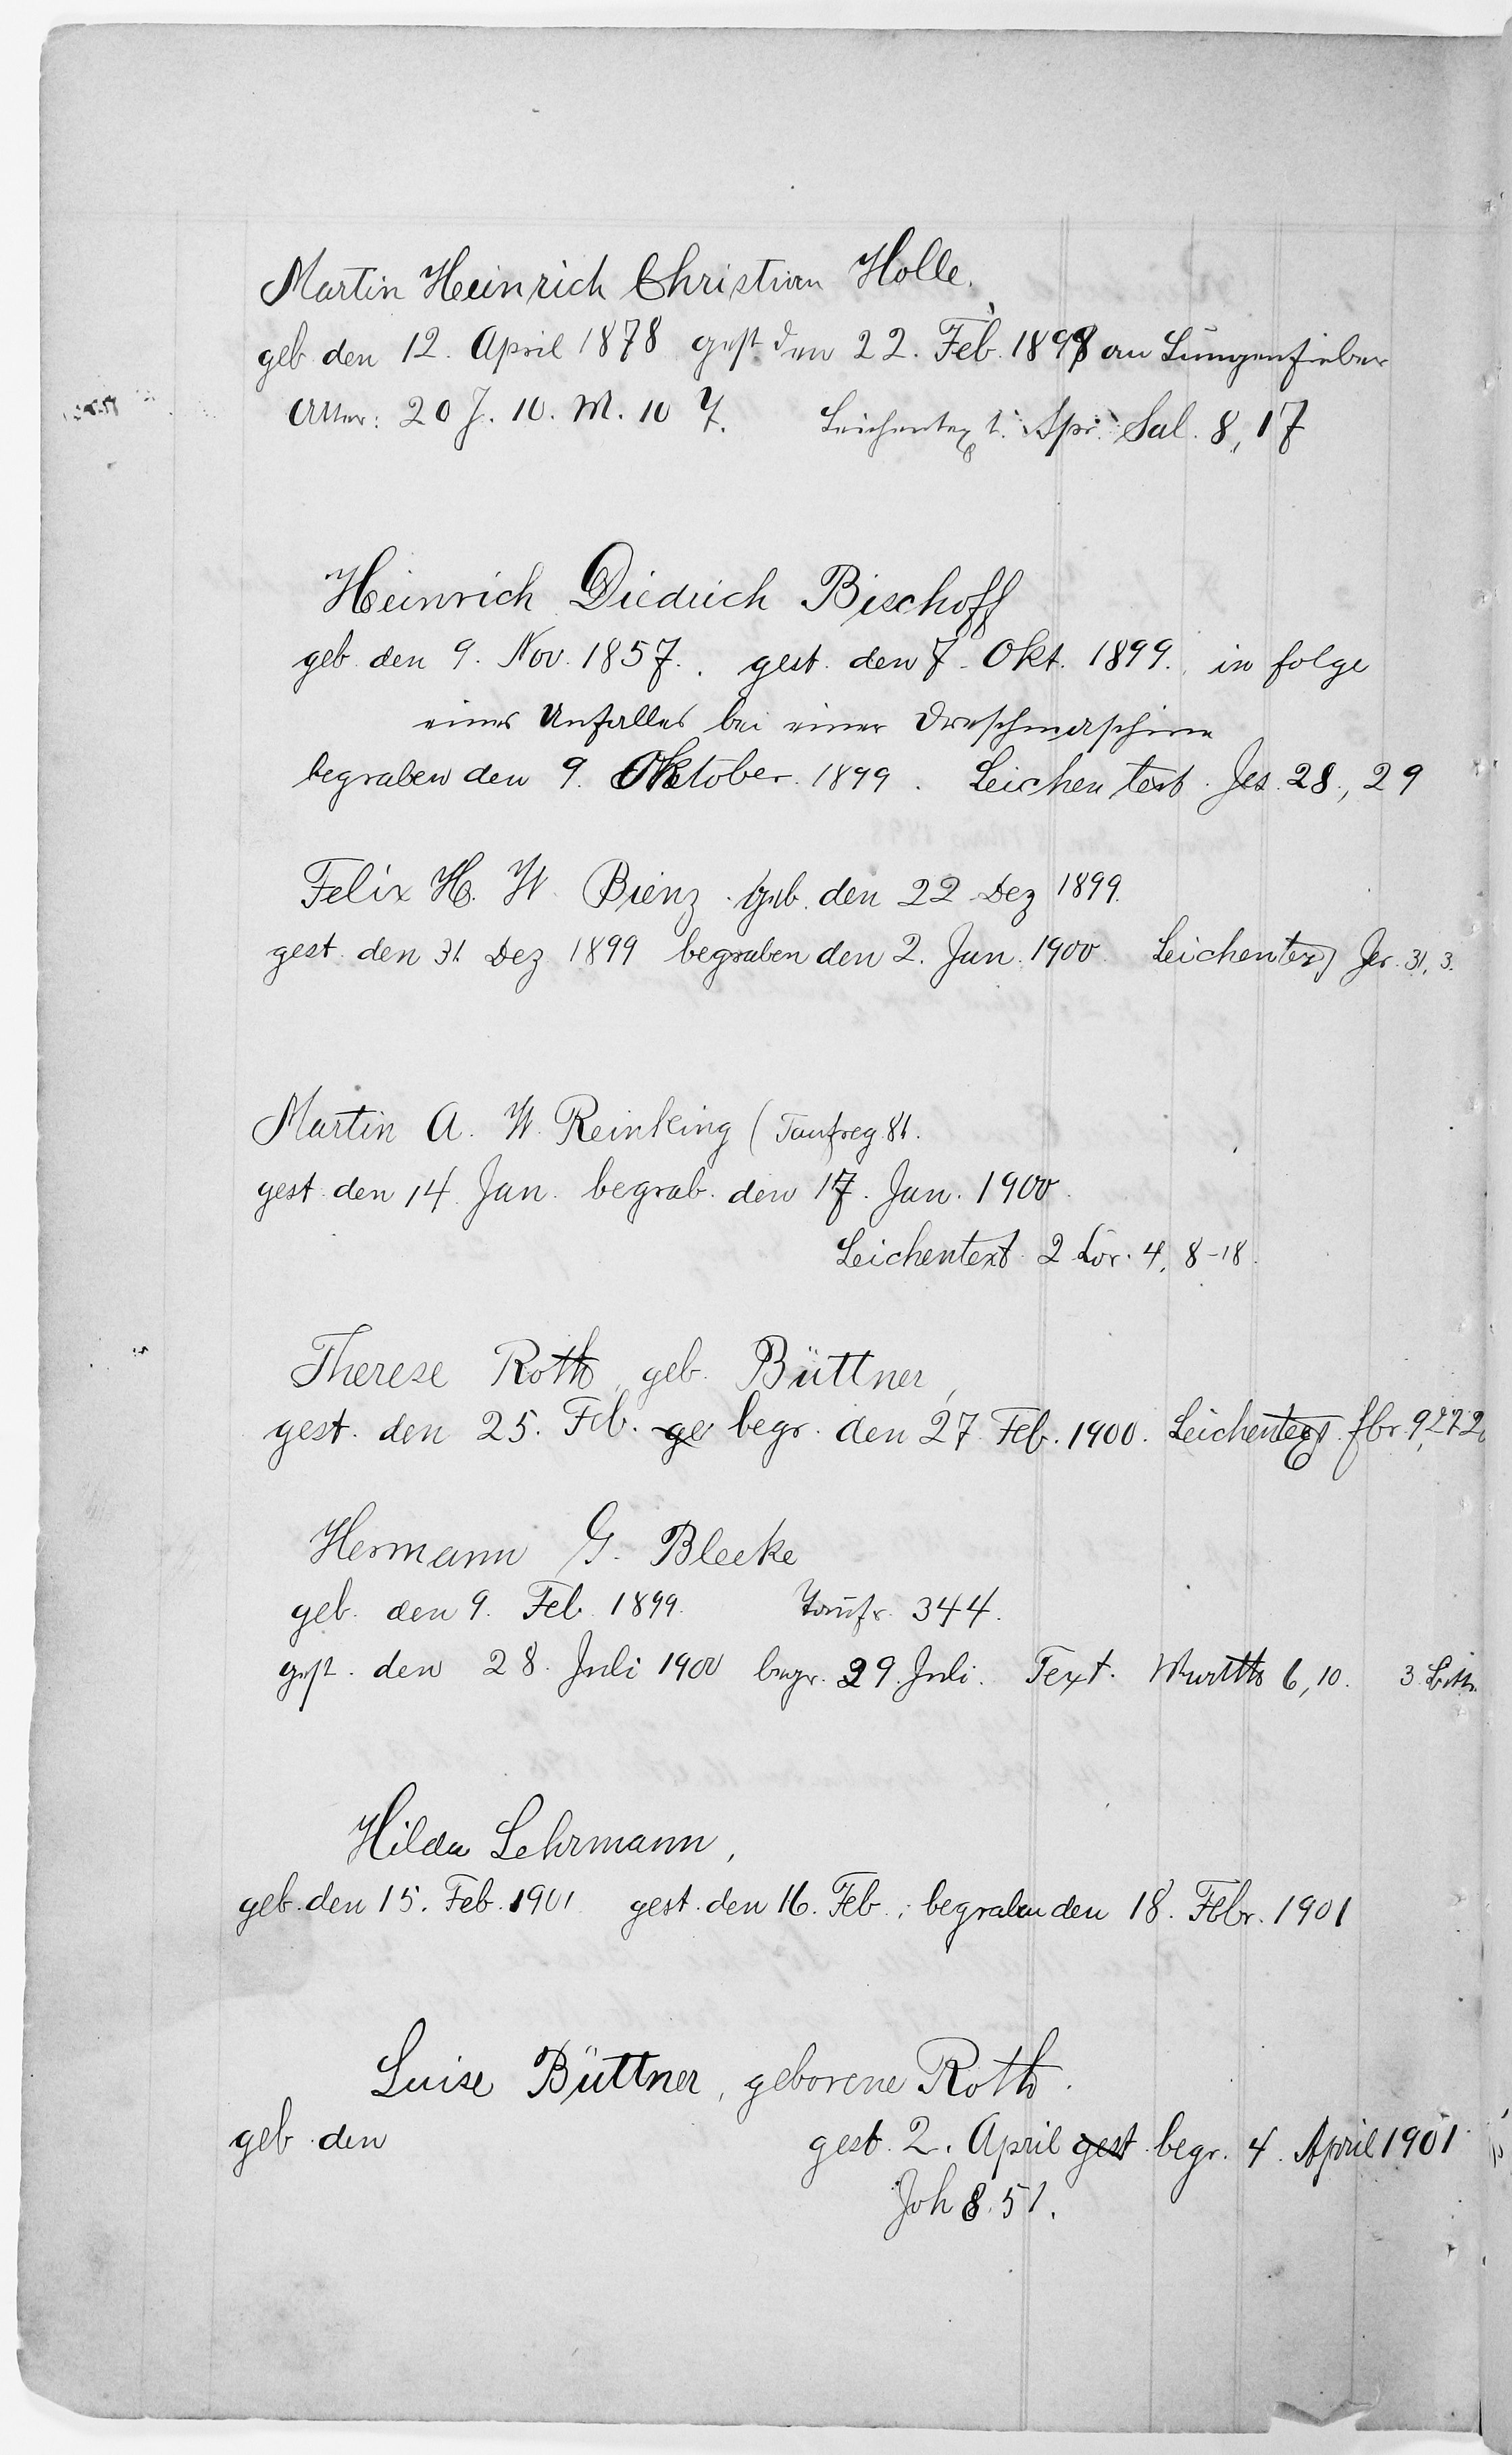 Martin Heinrich Christian Holle.
geb den 12. April 1878 gest den 22. Feb. 1899 an Lungenfieber
Alter: 20 J. 10. M. 10 T. Leichentext: Spr. Sal. 8, 17
Heinrich Diedrich Bischoff
geb den 9. Nov. 1857. gest. den 7. Okt. 1899. in folge
eines Unfalles bei einer Dreschmaschine
begraben den 9. Oktober. 1899. Leichen text. Jes. 28, 29
Felix H. W. Bienz geb. den 22 Dez 1899.
gest. den 31. Dez 1899 begraben den 2. Jan. 1900. Leichentext Jer. 31, 3.
Martin A. W. Reinking (Taufreg. 81.
gest. den 14. Jan. begrab. den 17. Jan. 1900.
Leichentext 2 Cor. 4, 8-18.
Therese Roth, geb. Büttner,
gest. den 25. Feb. ge begr. den 27. Feb. 1900. Leichentext.
Hermann G. Bleeke
geb. den 9. Feb. 1899. Taufr. 344.
gest. den 28. Juli 1900 begr. 29. Juli. Text. Matth 6, 10. 3. Bitte
Hilda Lehrmann,
geb. den 15. Feb. 1901 gest. den 16. Feb.; begraben den 18. Febr. 1901
Luise Büttner, geborene Roth.
geb. den gest. 2. April gest begr. 4. April 1901
Joh 8. 51.